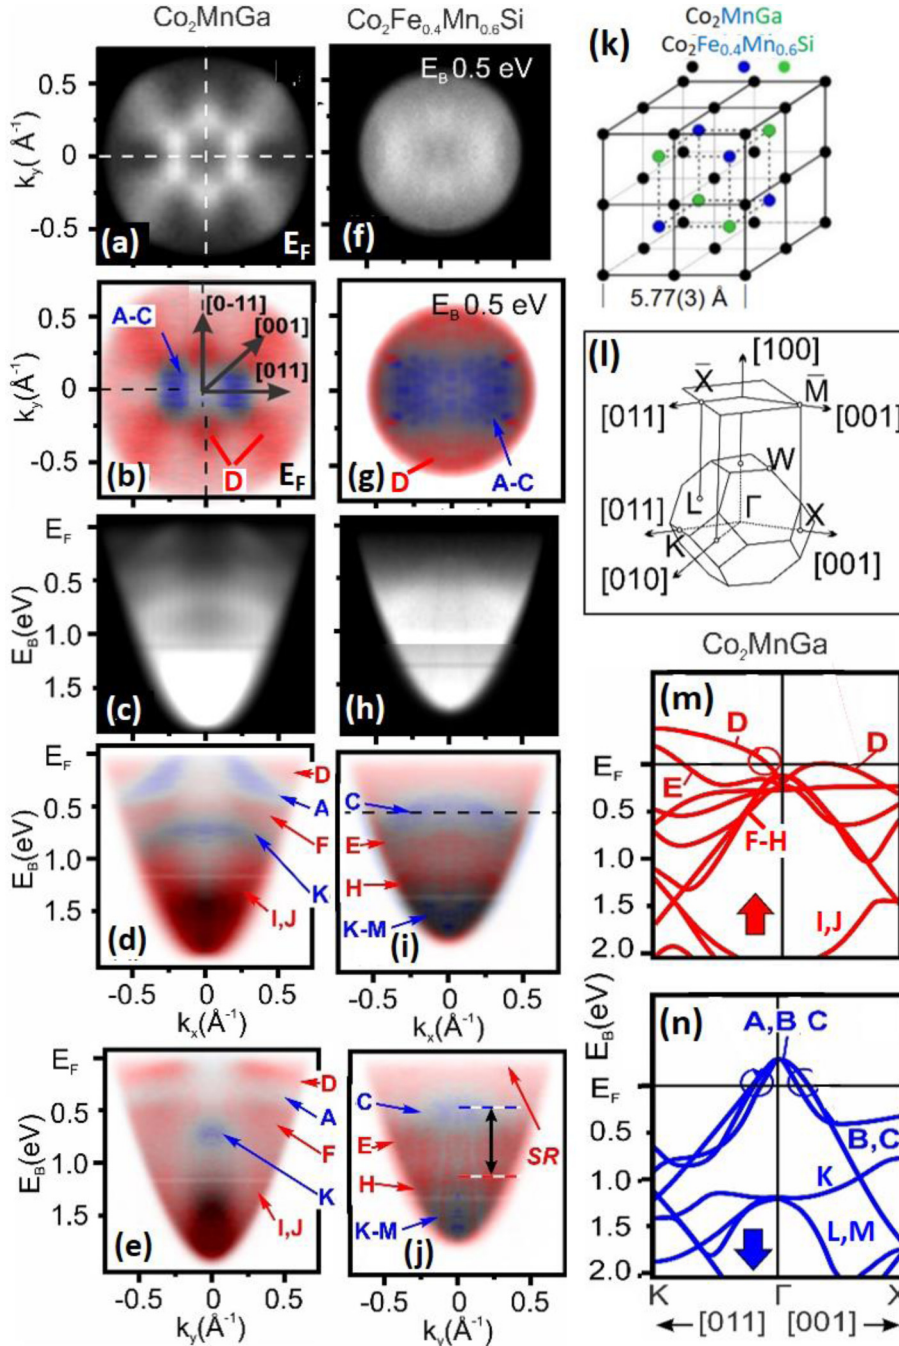 Co2MnGa
Co2Fe0.4Mn0.6Si
ky( Å-1)
0.5
0
-0.5
(a)
EF
EB 0.5 eV
(f)
(k)
Co2MnGa
Co2Fe0.4Mn0.6Si
5.77(3) Å
ky(Å-1)
0.5
0
-0.5
A-C
[0-11]
[001]
[011]
(b)
D
EF
EB 0.5 eV
(g)
D
A-C
(l)
[100]
X̄
M̄
[011]
[001]
W
L
Γ
X
[011]
K
[001]
[010]
EB(eV)
EF
0.5
1.0
1.5
(c)
(h)
EB(eV)
EF
0.5
1.0
1.5
D
A
F
K
I,J
(d)
C
E
H
K-M
(i)
-0.5
0
0.5
kx(Å-1)
-0.5
0
0.5
kx(Å-1)
EB(eV)
EF
0.5
1.0
1.5
D
A
F
K
I,J
(e)
C
E
H
K-M
SR
(j)
-0.5
0
0.5
ky(Å-1)
-0.5
0
0.5
ky(Å-1)
Co2MnGa
(m)
D
D
EF
E
0.5
F-H
1.0
1.5
I,J
2.0
EB(eV)
(n)
A,B C
EF
0.5
B,C
1.0
K
1.5
L,M
2.0
K
Γ
X
[011]
[001]